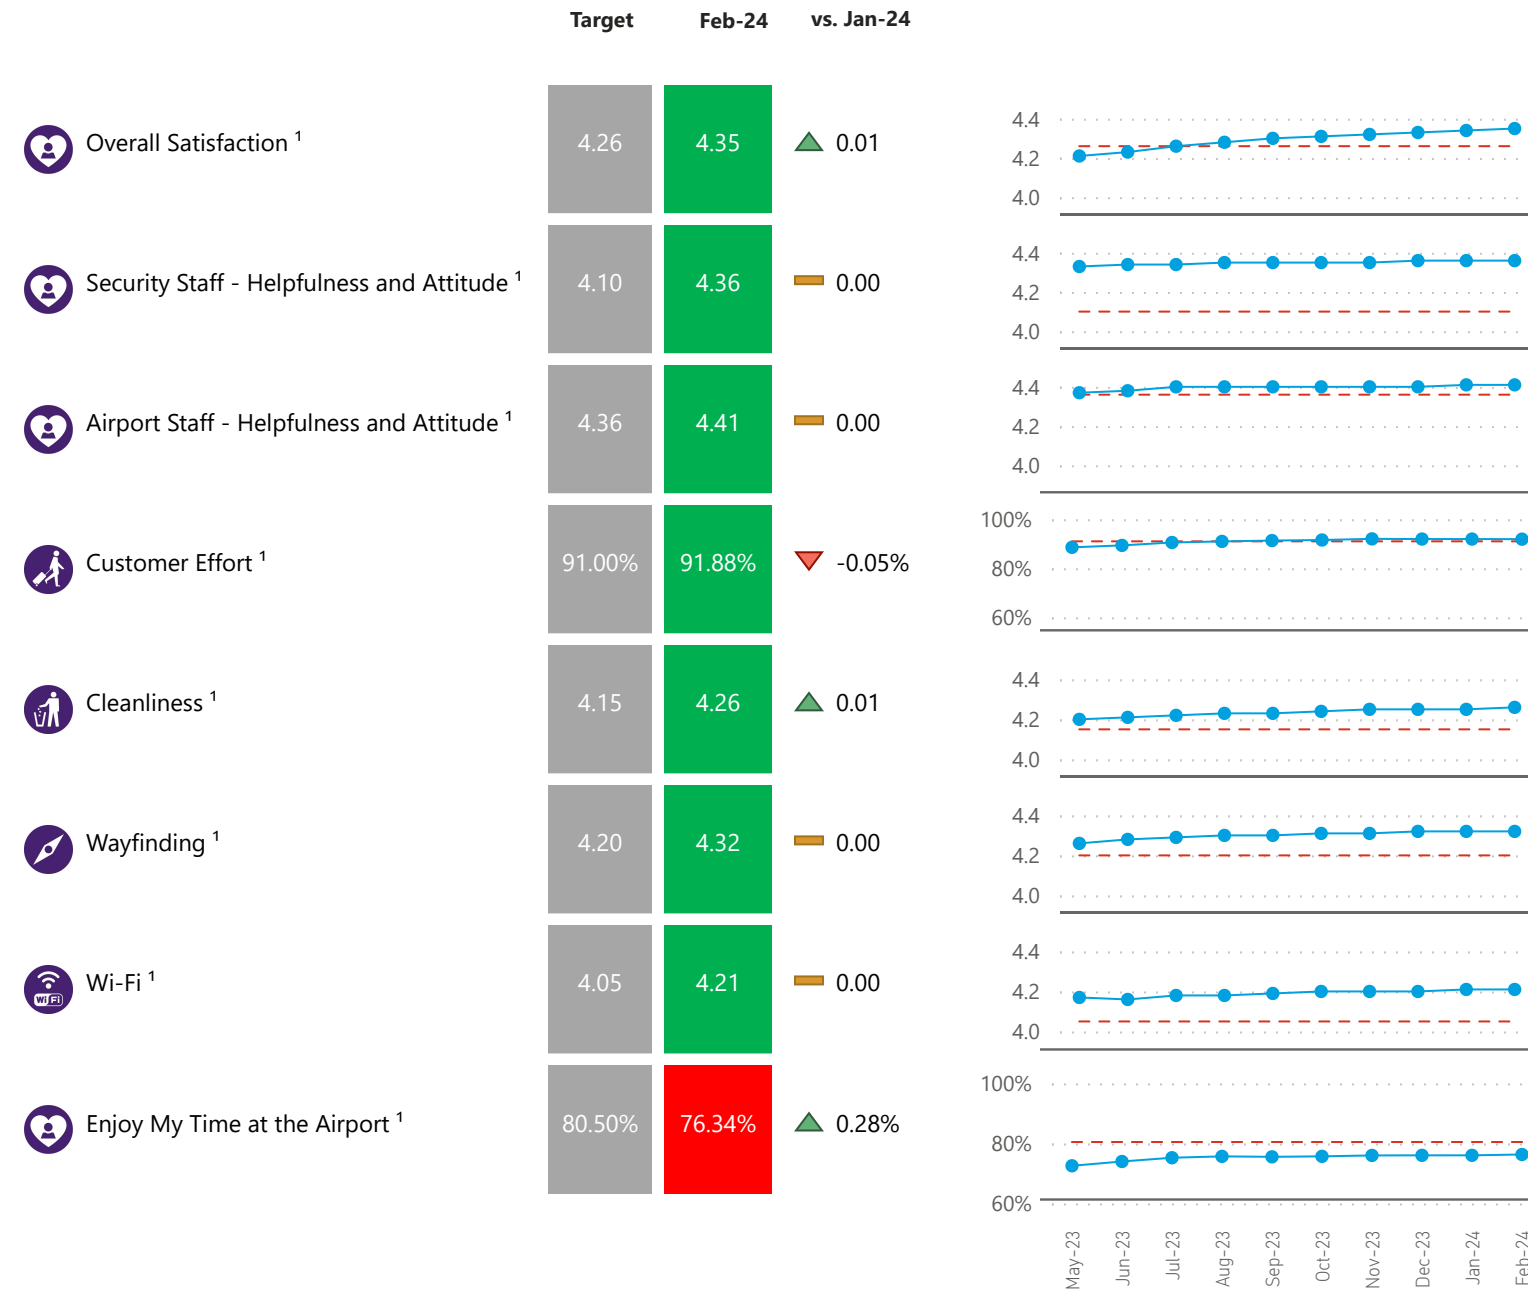 Target Feb-24 vs. Jan-24
Overall Satisfaction ¹ 4.26 4.35 0.01
4.4
4.2
4.0
Security Staff - Helpfulness and Attitude ¹ 4.10 4.36 0.00
4.4
4.2
4.0
Airport Staff - Helpfulness and Attitude ¹ 4.36 4.41 0.00
4.4
4.2
4.0
Customer Effort ¹ 91.00% 91.88% -0.05%
100%
80%
60%
Cleanliness ¹ 4.15 4.26 0.01
4.4
4.2
4.0
Wayfinding ¹ 4.20 4.32 0.00
4.4
4.2
4.0
WiFi
Wi-Fi ¹ 4.05 4.21 0.00
4.4
4.2
4.0
Enjoy My Time at the Airport ¹ 80.50% 76.34% 0.28%
100%
80%
60%
May-23
Jun-23
Jul-23
Aug-23
Sep-23
Oct-23
Nov-23
Dec-23
Jan-24
Feb-24